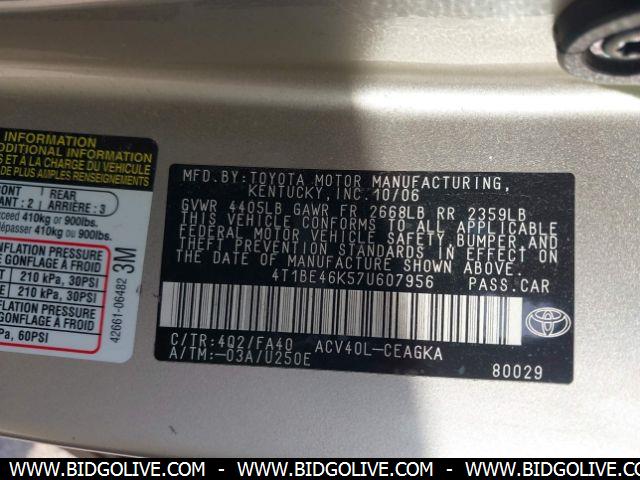 INFORMATION
ADDITIONAL INFORMATION
ET À LA CHARGE DU VÉHICULE
DE PLUS AMPLES RENSEIGNEMENTS
FRONT : 2 REAR : 3
AVANT : 2 ARRIÈRE : 3
exceed 410kg or 900lbs.
dépasser 410kg ou 900lbs.
INFLATION PRESSURE
GONFLAGE À FROID
210 kPa, 30PSI
210 kPa, 30PSI
INFLATION PRESSURE
GONFLAGE À FROID
60PSI
42661-06482 3M
MFD.BY:TOYOTA MOTOR MANUFACTURING,
KENTUCKY, INC.10/06
GVWR 4405LB GAWR FR 2668LB RR 2359LB
THIS VEHICLE CONFORMS TO ALL APPLICABLE
FEDERAL MOTOR VEHICLE SAFETY,BUMPER,AND
THEFT PREVENTION STANDARDS IN EFFECT ON
THE DATE OF MANUFACTURE SHOWN ABOVE.
4T1BE46K57U607956 PASS.CAR
C/TR:4Q2/FA40 ACV40L-CEAGKA
A/TM:-03A/U250E
80029
TOYOTA
WWW.BIDGOLIVE.COM - WWW.BIDGOLIVE.COM - WWW.BIDGOLIVE.COM